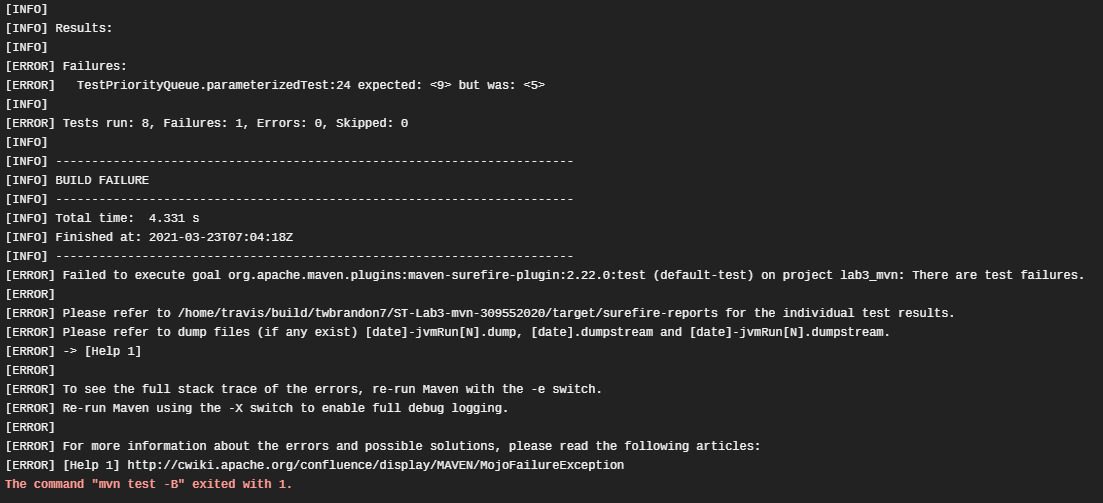 [INFO]
[INFO] Results:
[INFO]
[ERROR] Failures:
[ERROR]   TestPriorityQueue.parameterizedTest:24 expected: <9> but was: <5>
[INFO]
[ERROR] Tests run: 8, Failures: 1, Errors: 0, Skipped: 0
[INFO]
[INFO] ------------------------------------------------------------------------
[INFO] BUILD FAILURE
[INFO] ------------------------------------------------------------------------
[INFO] Total time:  4.331 s
[INFO] Finished at: 2021-03-23T07:04:18Z
[INFO] ------------------------------------------------------------------------
[ERROR] Failed to execute goal org.apache.maven.plugins:maven-surefire-plugin:2.22.0:test (default-test) on project lab3_mvn: There are test failures.
[ERROR]
[ERROR] Please refer to /home/travis/build/twbrandon7/ST-Lab3-mvn-309552020/target/surefire-reports for the individual test results.
[ERROR] Please refer to dump files (if any exist) [date]-jvmRun[N].dump, [date].dumpstream and [date]-jvmRun[N].dumpstream.
[ERROR] -> [Help 1]
[ERROR]
[ERROR] To see the full stack trace of the errors, re-run Maven with the -e switch.
[ERROR] Re-run Maven using the -X switch to enable full debug logging.
[ERROR]
[ERROR] For more information about the errors and possible solutions, please read the following articles:
[ERROR] [Help 1] http://cwiki.apache.org/confluence/display/MAVEN/MojoFailureException
The command "mvn test -B" exited with 1.